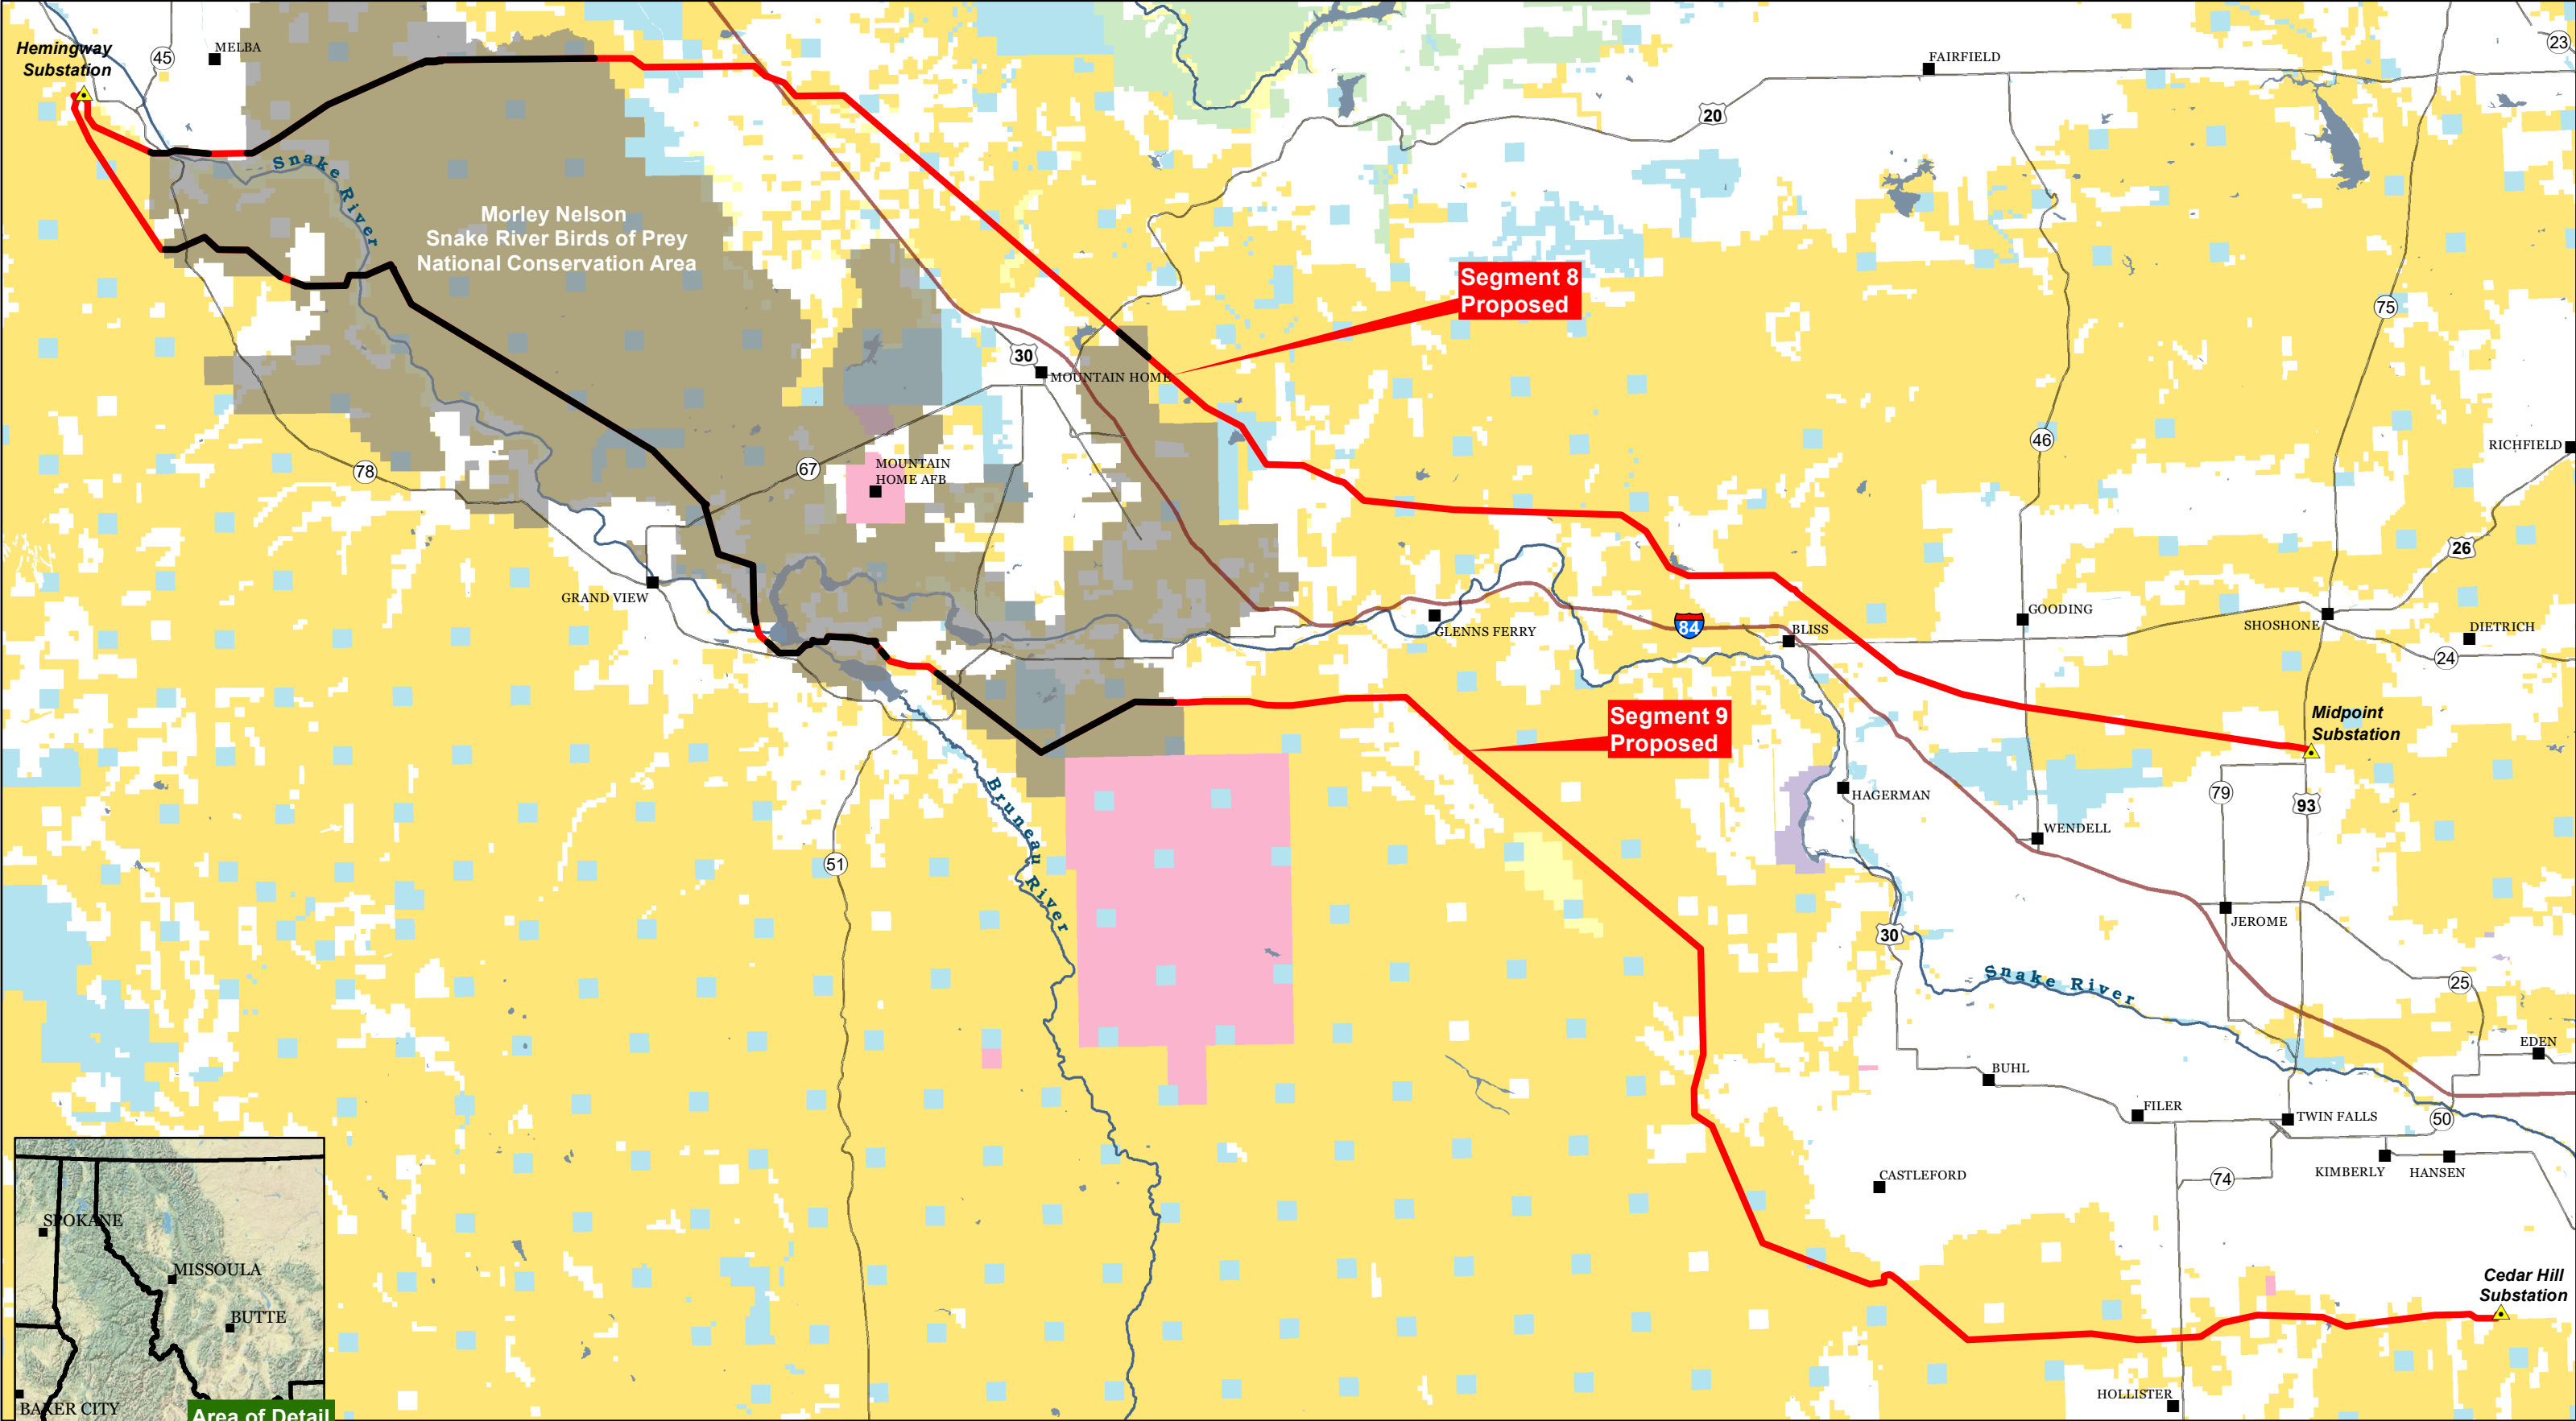 Hemingway
Substation
45
MELBA
FAIRFIELD
23
20
Snake River
Morley Nelson
Snake River Birds of Prey
National Conservation Area
Segment 8
Proposed
75
30
MOUNTAIN HOME
46
RICHFIELD
78
67
MOUNTAIN
HOME AFB
26
GRAND VIEW
GLENNS FERRY
84
BLISS
GOODING
SHOSHONE
DIETRICH
24
Segment 9
Proposed
Midpoint
Substation
HAGERMAN
79
93
Bruneau River
WENDELL
51
JEROME
30
Snake River
25
EDEN
BUHL
FILER
TWIN FALLS
50
CASTLEFORD
74
KIMBERLY
HANSEN
SPOKANE
MISSOULA
BUTTE
Cedar Hill
Substation
HOLLISTER
BAKER CITY
Area of Detail